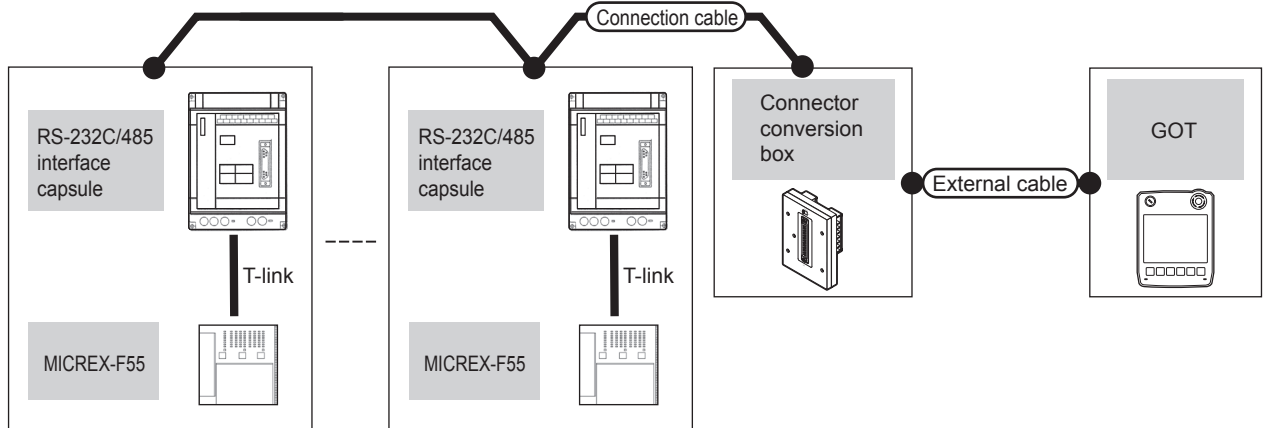 Connection cable
RS-232C/485
interface
capsule
T-link
MICREX-F55
RS-232C/485
interface
capsule
T-link
MICREX-F55
Connector
conversion
box
External cable
GOT